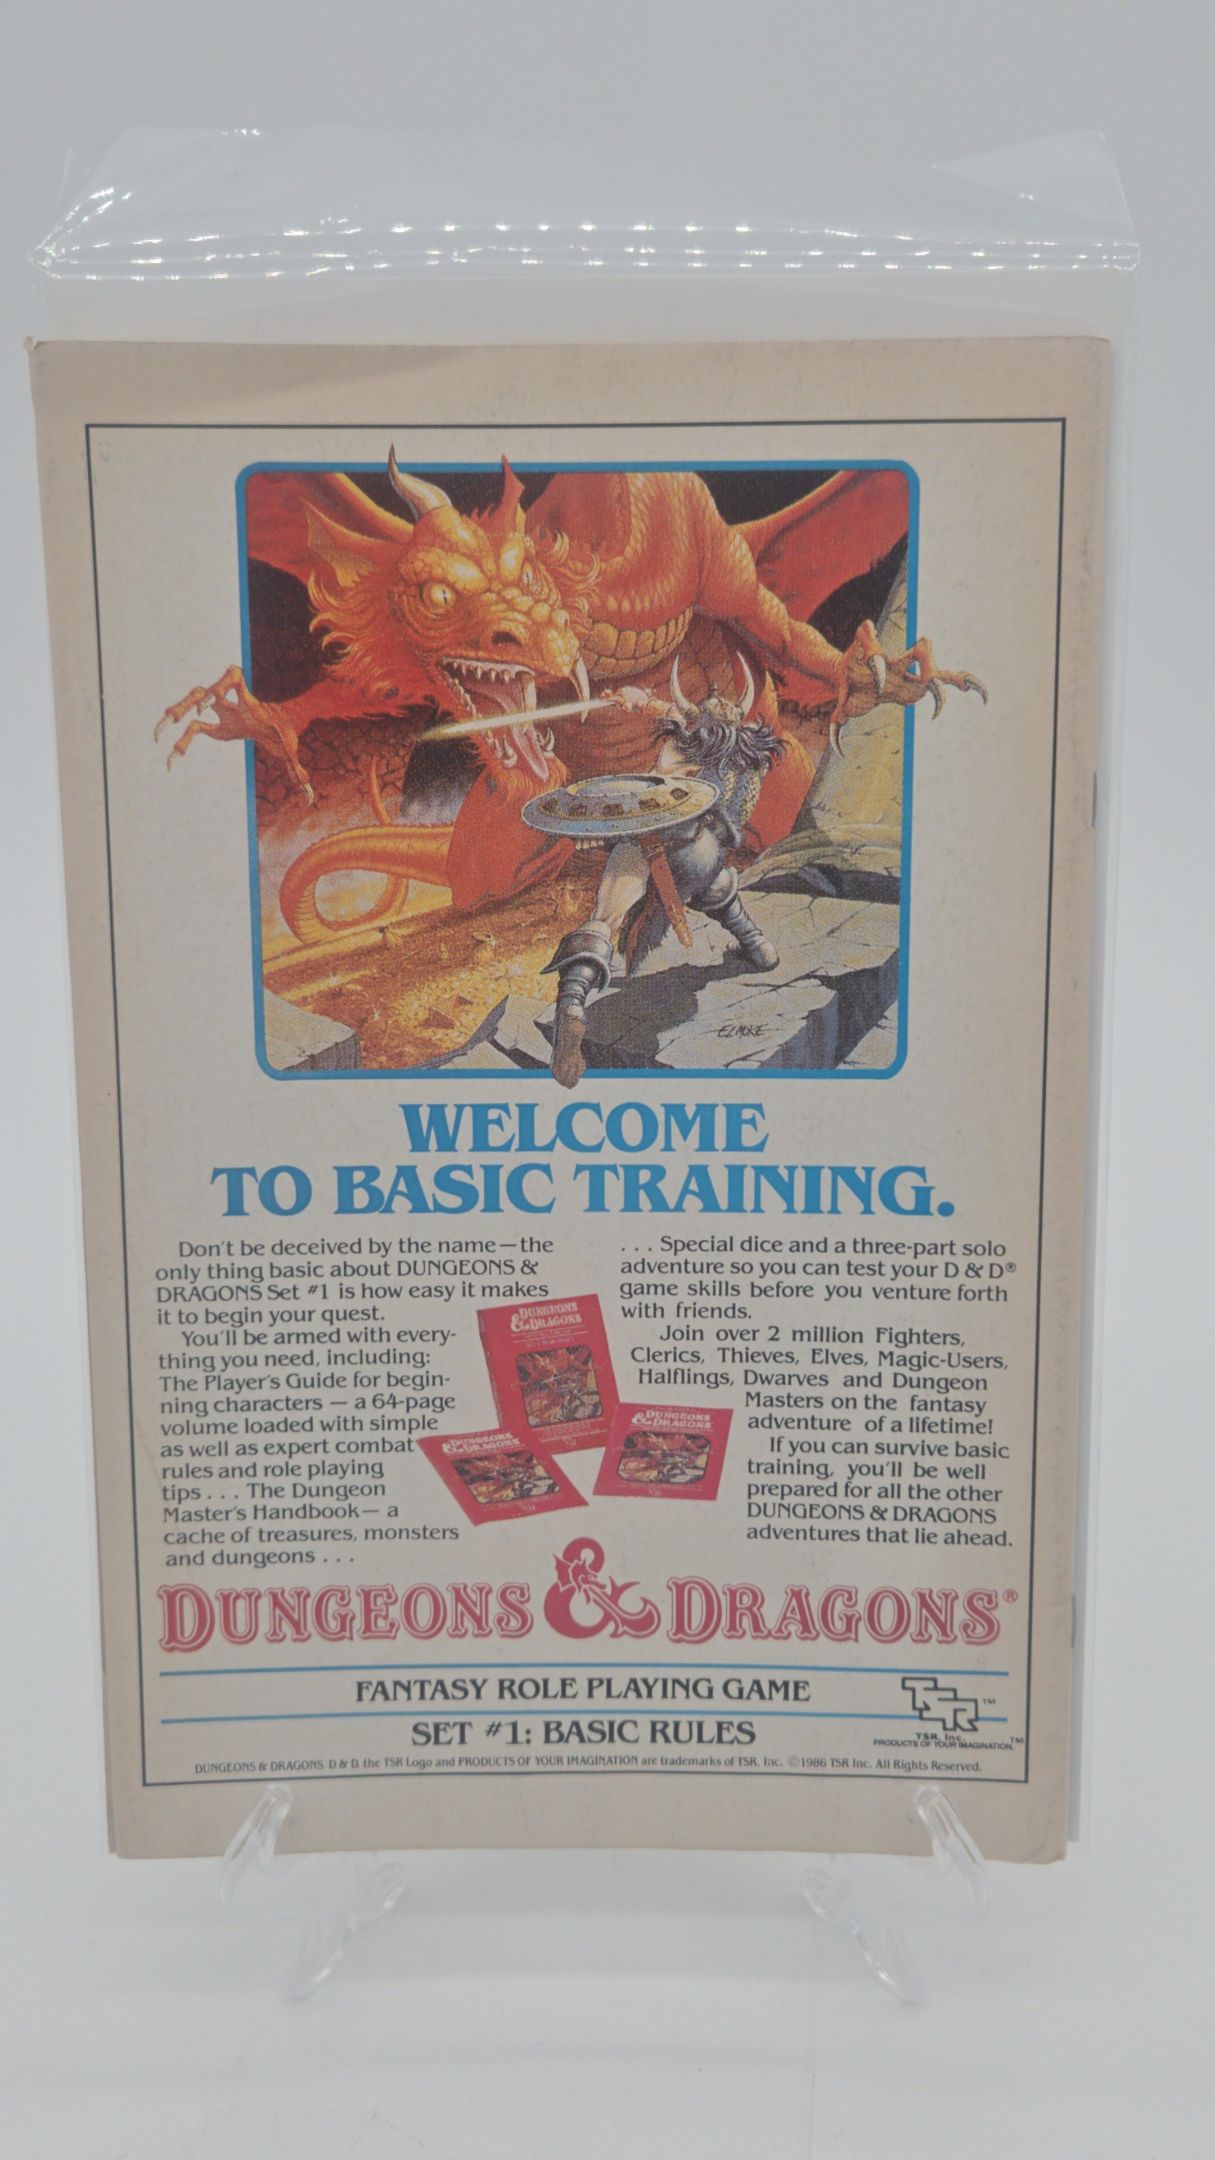 ELMORE
WELCOME
TO BASIC TRAINING.
Don't be deceived by the name—the
only thing basic about DUNGEONS &
DRAGONS Set #1 is how easy it makes
it to begin your quest.
You'll be armed with every-
thing you need, including:
The Player's Guide for begin-
ning characters — a 64-page
volume loaded with simple
as well as expert combat
rules and role playing
tips . . . The Dungeon
Master's Handbook— a
cache of treasures, monsters
and dungeons . . .
. . . Special dice and a three-part solo
adventure so you can test your D & D®
game skills before you venture forth
with friends.
Join over 2 million Fighters,
Clerics, Thieves, Elves, Magic-Users,
Halflings, Dwarves and Dungeon
Masters on the fantasy
adventure of a lifetime!
If you can survive basic
training, you'll be well
prepared for all the other
DUNGEONS & DRAGONS
adventures that lie ahead.
DUNGEONS
& DRAGONS
DUNGEONS
& DRAGONS
DUNGEONS
& DRAGONS
DUNGEONS & DRAGONS®
FANTASY ROLE PLAYING GAME
SET #1: BASIC RULES
TSR™
TSR, Inc.
PRODUCTS OF YOUR IMAGINATION.™
DUNGEONS & DRAGONS, D & D, the TSR Logo and PRODUCTS OF YOUR IMAGINATION are trademarks of TSR, Inc. ©1986 TSR Inc. All Rights Reserved.